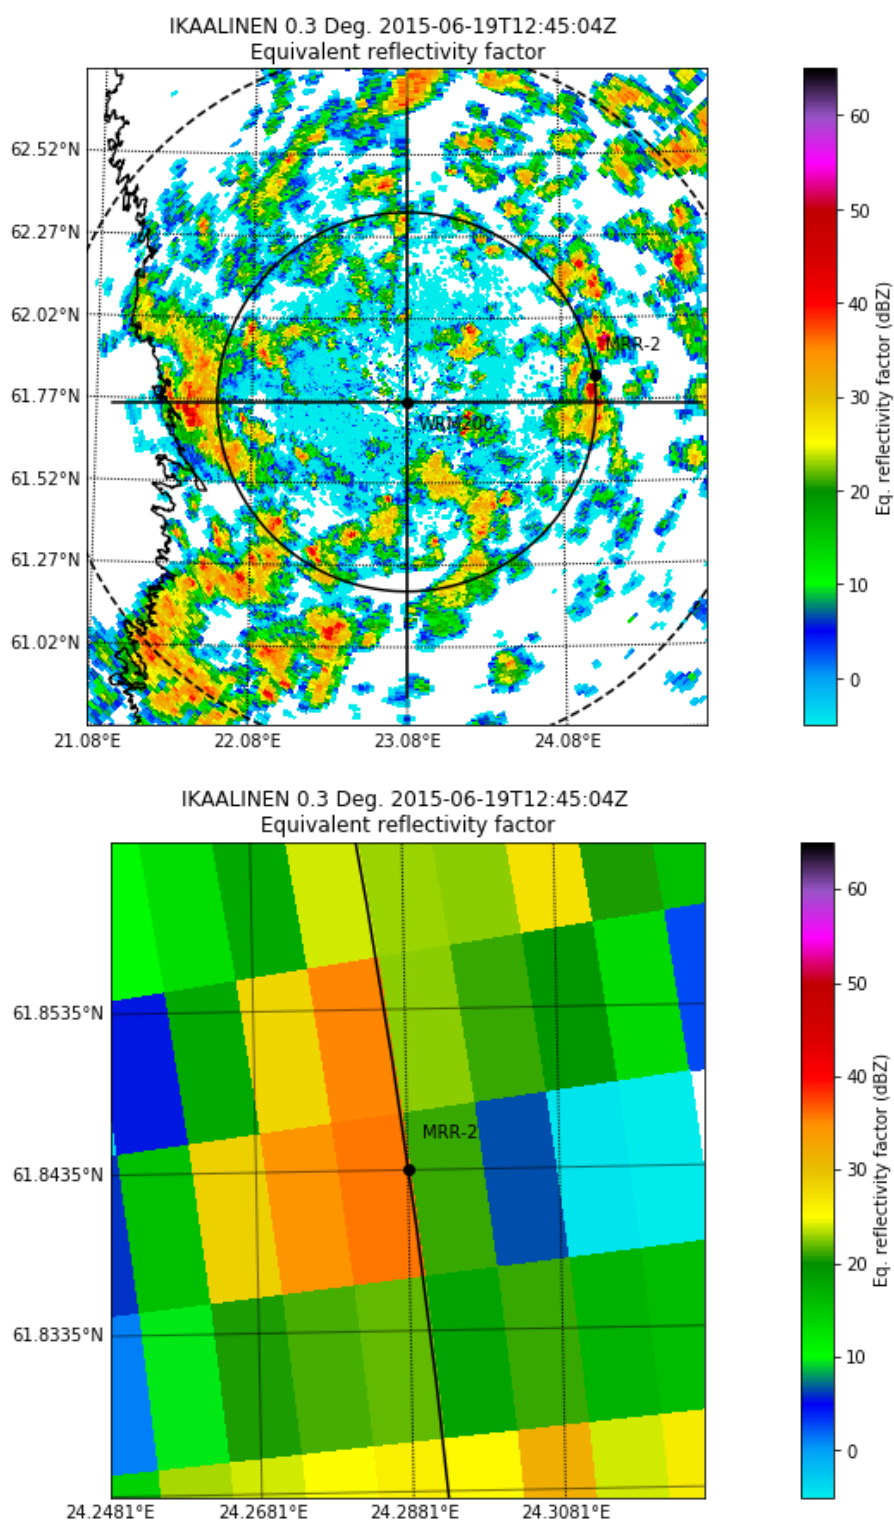 IKAALINEN 0.3 Deg. 2015-06-19T12:45:04Z
Equivalent reflectivity factor
62.52°N
62.27°N
62.02°N
61.77°N
61.52°N
61.27°N
61.02°N
21.08°E
22.08°E
23.08°E
24.08°E
MRR-2
WRM200
60
50
40
30
20
10
0
Eq. reflectivity factor (dBZ)
IKAALINEN 0.3 Deg. 2015-06-19T12:45:04Z
Equivalent reflectivity factor
61.8535°N
61.8435°N
61.8335°N
24.2481°E
24.2681°E
24.2881°E
24.3081°E
MRR-2
60
50
40
30
20
10
0
Eq. reflectivity factor (dBZ)